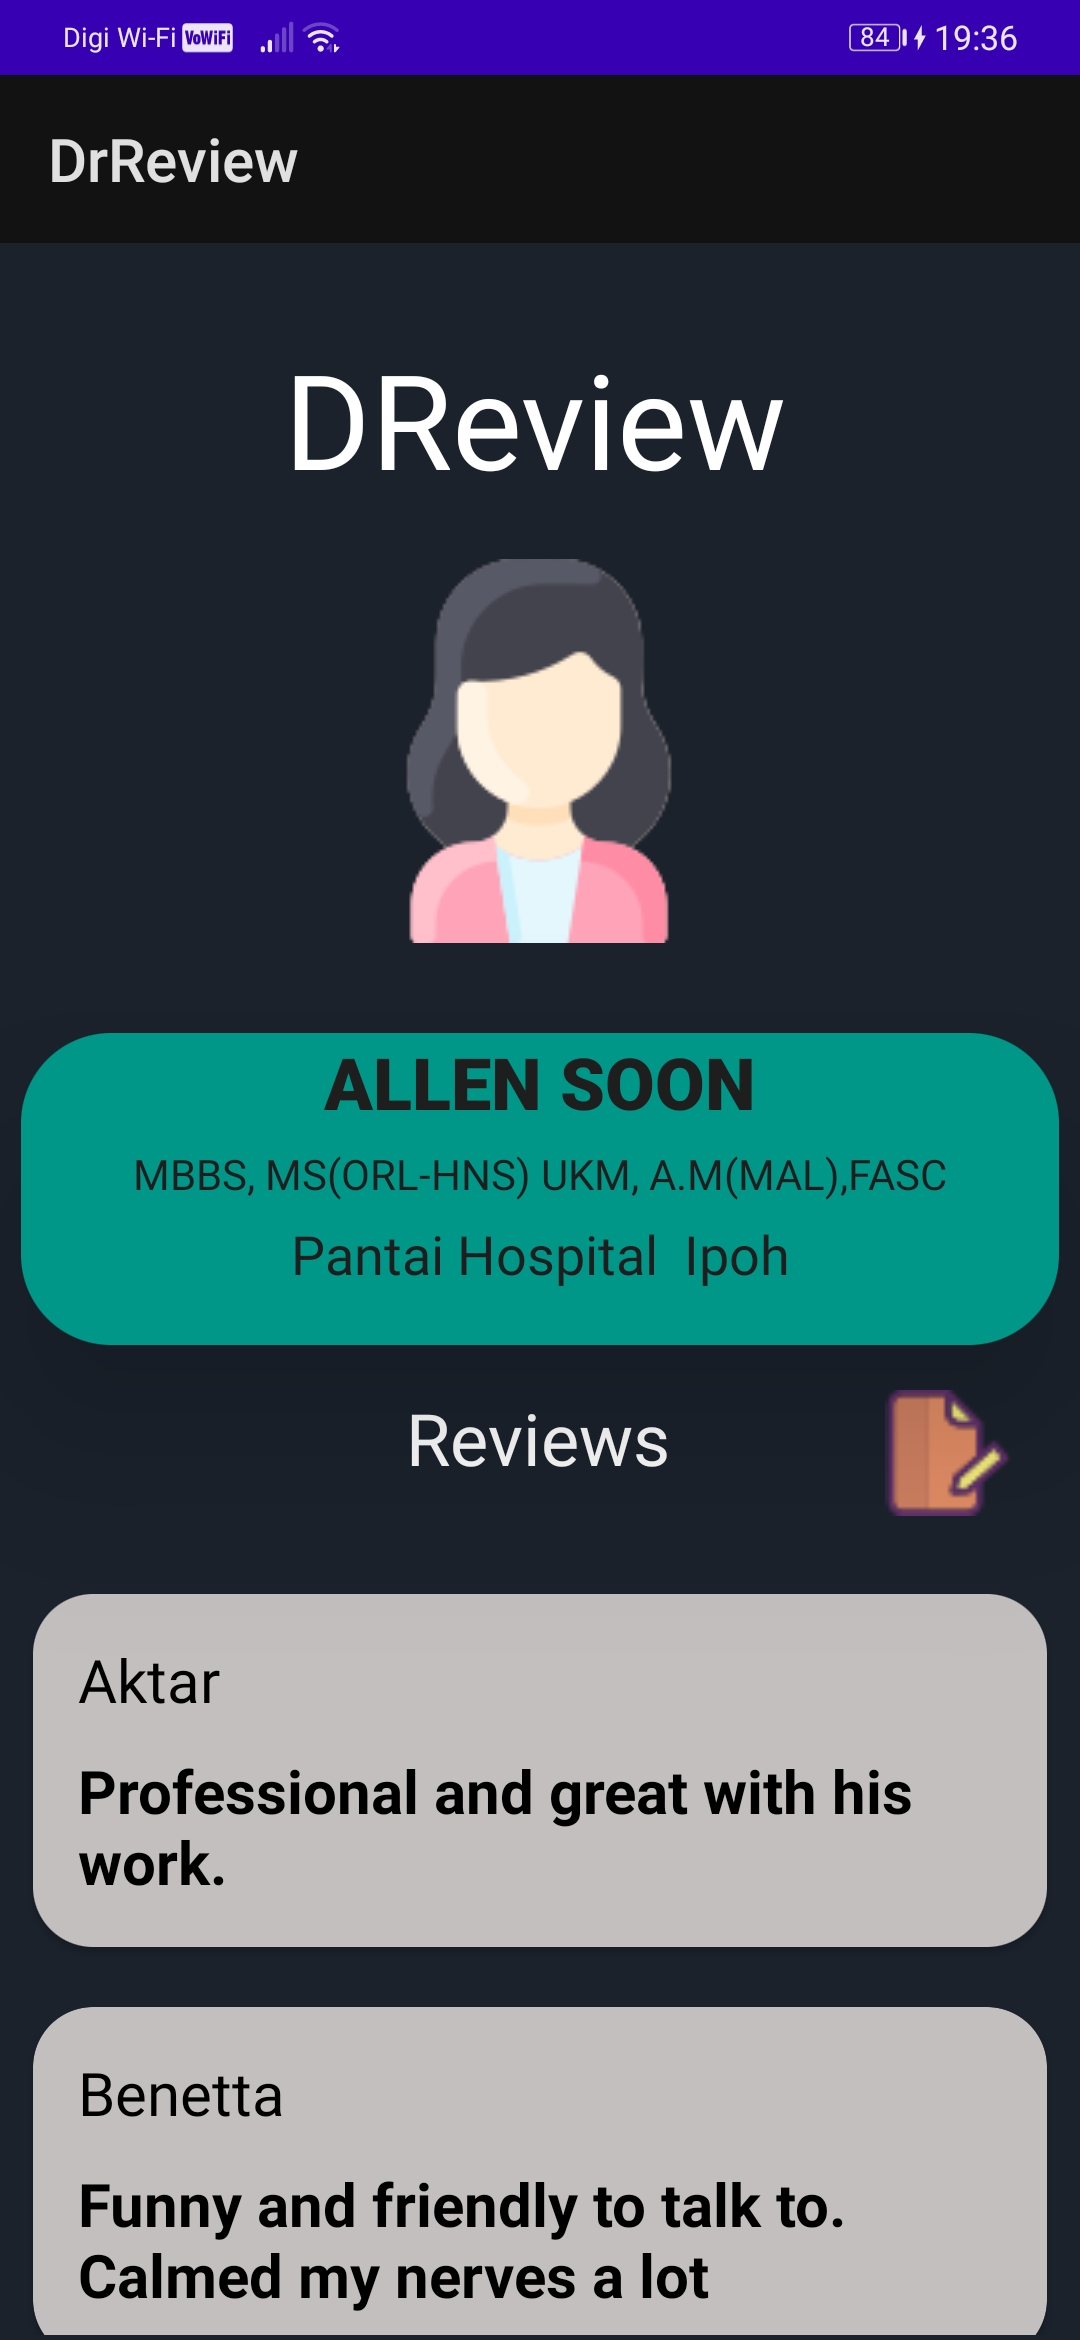 Digi Wi-Fi VoWiFi 84 19:36
DrReview
DReview
ALLEN SOON
MBBS, MS(ORL-HNS) UKM, A.M(MAL),FASC
Pantai Hospital  Ipoh
Reviews
Aktar
Professional and great with his
work.
Benetta
Funny and friendly to talk to.
Calmed my nerves a lot